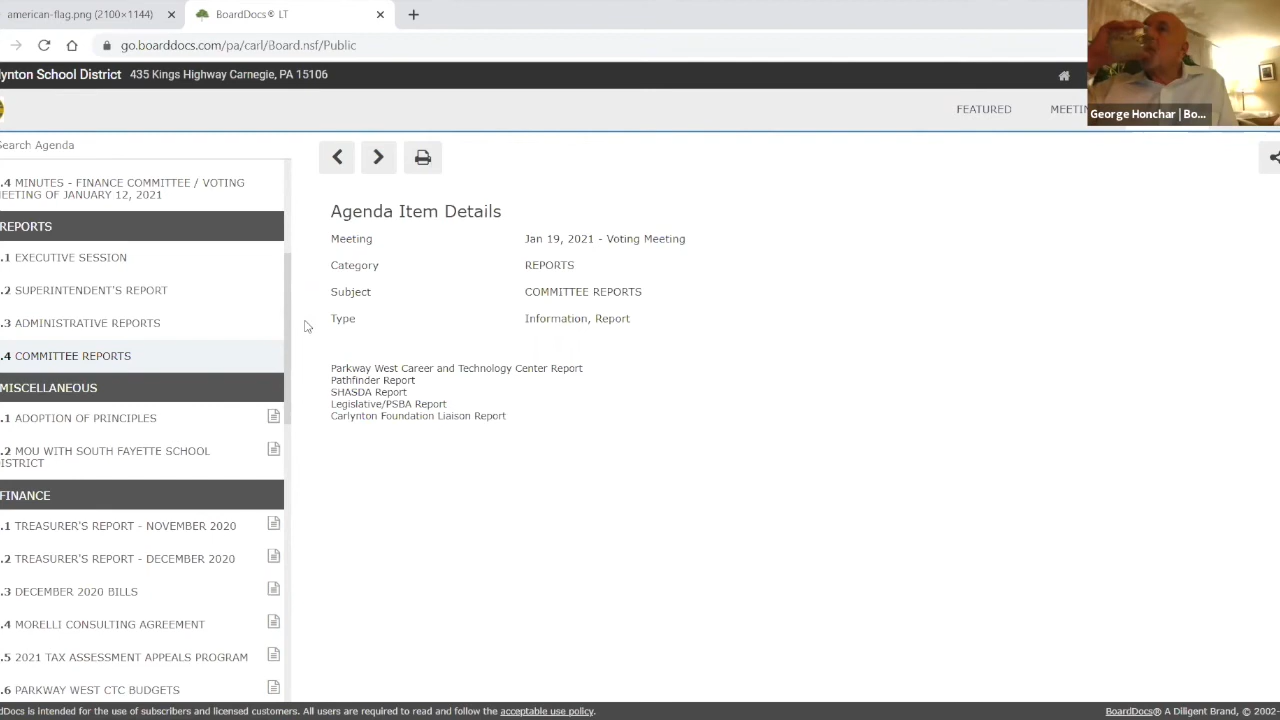 american-flag.png (2100×1144)
BoardDocs® LT
go.boarddocs.com/pa/carl/Board.nsf/Public
lynton School District 435 Kings Highway Carnegie, PA 15106
FEATURED
MEETIN
George Honchar | Bo...
Search Agenda
.4 MINUTES - FINANCE COMMITTEE / VOTING
MEETING OF JANUARY 12, 2021
REPORTS
.1 EXECUTIVE SESSION
.2 SUPERINTENDENT'S REPORT
.3 ADMINISTRATIVE REPORTS
.4 COMMITTEE REPORTS
MISCELLANEOUS
.1 ADOPTION OF PRINCIPLES
.2 MOU WITH SOUTH FAYETTE SCHOOL
DISTRICT
FINANCE
.1 TREASURER'S REPORT - NOVEMBER 2020
.2 TREASURER'S REPORT - DECEMBER 2020
.3 DECEMBER 2020 BILLS
.4 MORELLI CONSULTING AGREEMENT
.5 2021 TAX ASSESSMENT APPEALS PROGRAM
.6 PARKWAY WEST CTC BUDGETS
Agenda Item Details
Meeting Jan 19, 2021 - Voting Meeting
Category REPORTS
Subject COMMITTEE REPORTS
Type Information, Report
Parkway West Career and Technology Center Report
Pathfinder Report
SHASDA Report
Legislative/PSBA Report
Carlynton Foundation Liaison Report
rdDocs is intended for the use of subscribers and licensed customers. All users are required to read and follow the acceptable use policy.
BoardDocs® A Diligent Brand, © 2002-